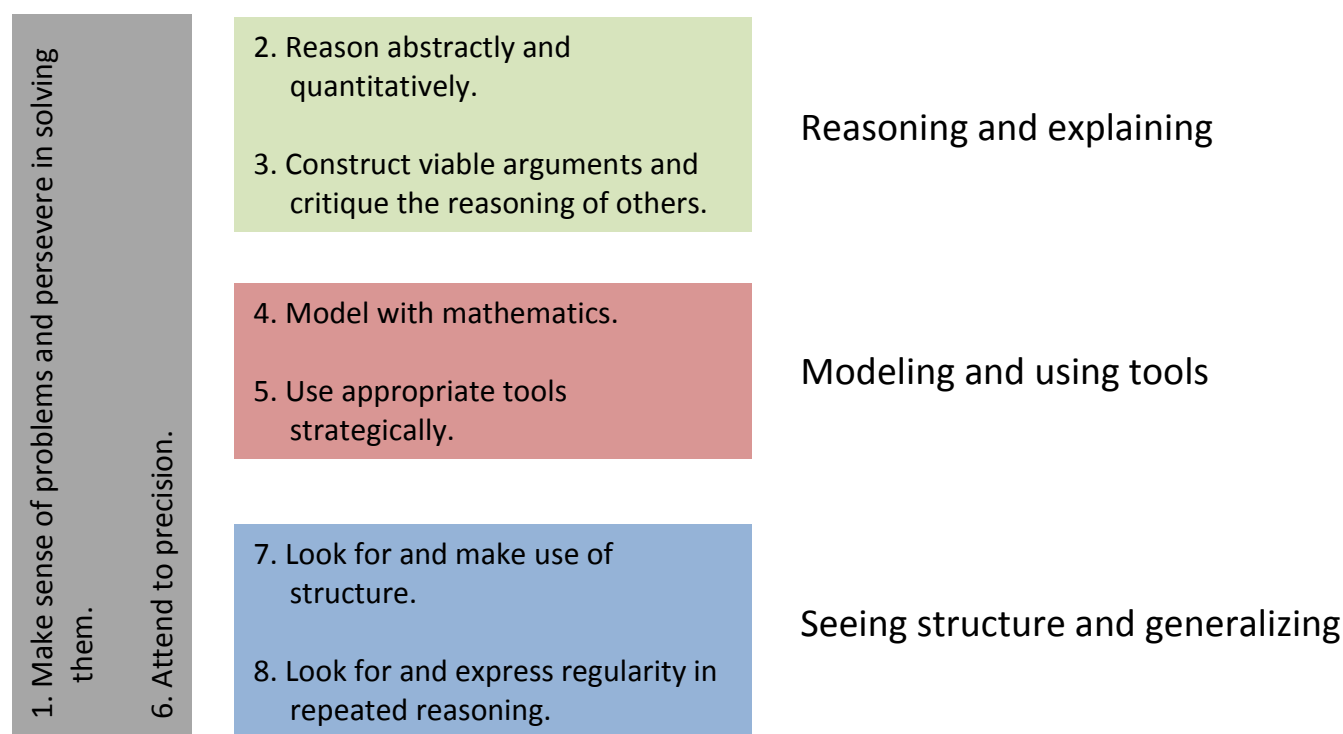 1. Make sense of problems and persevere in solving
them.
6. Attend to precision.
2. Reason abstractly and
quantitatively.
3. Construct viable arguments and
critique the reasoning of others.
Reasoning and explaining
4. Model with mathematics.
5. Use appropriate tools
strategically.
Modeling and using tools
7. Look for and make use of
structure.
8. Look for and express regularity in
repeated reasoning.
Seeing structure and generalizing